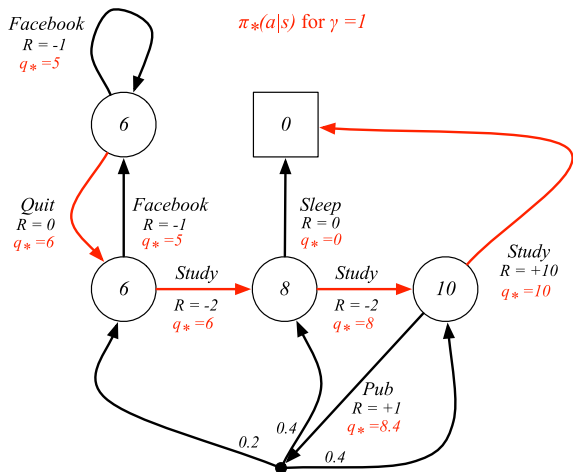 Facebook
R = -1
q* =5
π*(a|s) for γ =1
6
0
Quit
R = 0
q* =6
Facebook
R = -1
q* =5
Sleep
R = 0
q* =0
Study
R = +10
q* =10
6
Study
R = -2
q* =6
8
Study
R = -2
q* =8
10
Pub
R = +1
q* =8.4
0.2
0.4
0.4